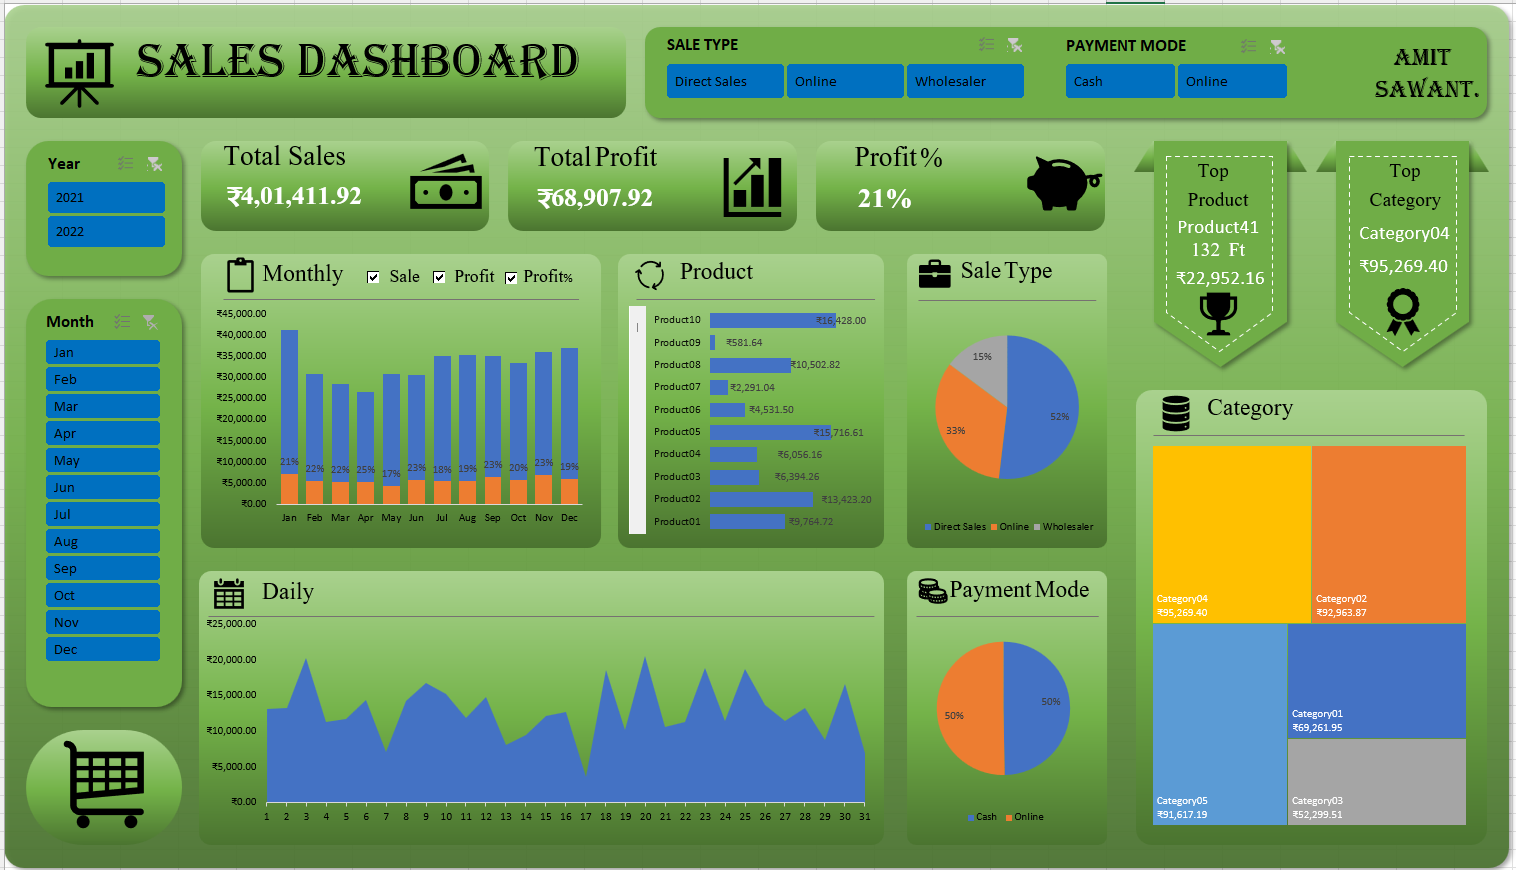 SALES DASHBOARD
SALE TYPE
Direct Sales
Online
Wholesaler
PAYMENT MODE
Cash
Online
AMIT
SAWANT.
Year
2021
2022
Month
Jan
Feb
Mar
Apr
May
Jun
Jul
Aug
Sep
Oct
Nov
Dec
Total Sales
₹4,01,411.92
Total Profit
₹68,907.92
Profit%
21%
Top
Product
Product41
132 Ft
₹22,952.16
Top
Category
Category04
₹95,269.40
Monthly
Sale
Profit
Profit%
₹45,000.00
₹40,000.00
₹35,000.00
₹30,000.00
₹25,000.00
₹20,000.00
₹15,000.00
₹10,000.00
₹5,000.00
₹0.00
21% 22% 22% 25% 17% 23% 18% 19% 23% 20% 23% 19%
Jan Feb Mar Apr May Jun Jul Aug Sep Oct Nov Dec
Product
Product10 ₹16,428.00
Product09 ₹581.64
Product08 ₹10,502.82
Product07 ₹2,291.04
Product06 ₹4,531.50
Product05 ₹15,716.61
Product04 ₹6,056.16
Product03 ₹6,394.26
Product02 ₹13,423.20
Product01 ₹9,764.72
Sale Type
15%
52%
33%
Direct Sales Online Wholesaler
Daily
₹25,000.00
₹20,000.00
₹15,000.00
₹10,000.00
₹5,000.00
₹0.00
1 2 3 4 5 6 7 8 9 10 11 12 13 14 15 16 17 18 19 20 21 22 23 24 25 26 27 28 29 30 31
Payment Mode
50%
50%
Cash Online
Category
Category04
₹95,269.40
Category02
₹92,963.87
Category05
₹91,617.19
Category01
₹69,261.95
Category03
₹52,299.51